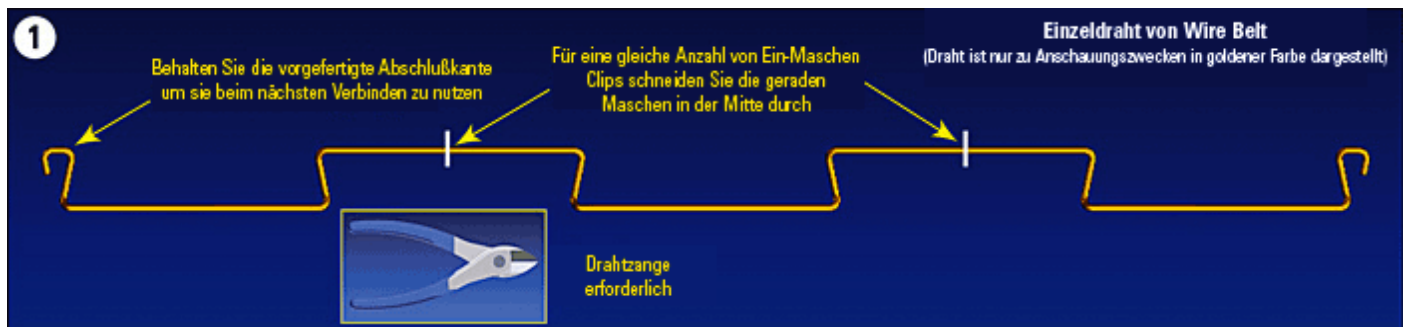 1
Behalten Sie die vorgefertigte Abschlußkante
um sie beim nächsten Verbinden zu nutzen
Für eine gleiche Anzahl von Ein-Maschen
Clips schneiden Sie die geraden
Maschen in der Mitte durch
Einzeldraht von Wire Belt
(Draht ist nur zu Anschauungszwecken in goldener Farbe dargestellt)
Drahtzange
erforderlich